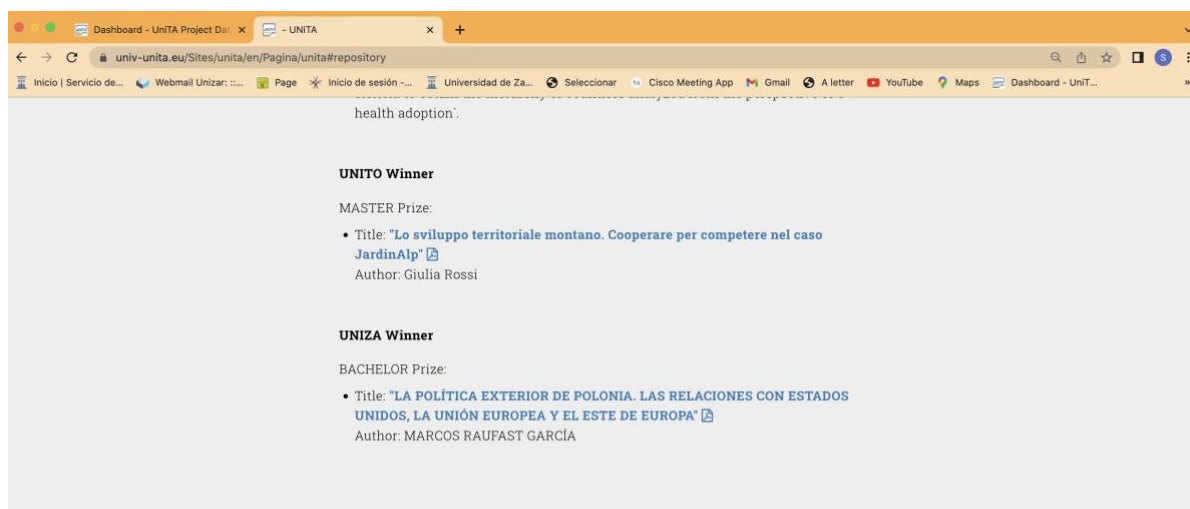 Dashboard - UniTA Project Dat
- UNITA
univ-unita.eu/Sites/unita/en/Pagina/unita#repository
S
Inicio | Servicio de... Webmail Unizar: ::... Page Inicio de sesión -... Universidad de Za... Seleccionar Cisco Meeting App Gmail A letter YouTube Maps Dashboard - UniT... »
health adoption`.
UNITO Winner
MASTER Prize:
• Title: "Lo sviluppo territoriale montano. Cooperare per competere nel caso
JardinAlp"
Author: Giulia Rossi
UNIZA Winner
BACHELOR Prize:
• Title: "LA POLÍTICA EXTERIOR DE POLONIA. LAS RELACIONES CON ESTADOS
UNIDOS, LA UNIÓN EUROPEA Y EL ESTE DE EUROPA"
Author: MARCOS RAUFAST GARCÍA